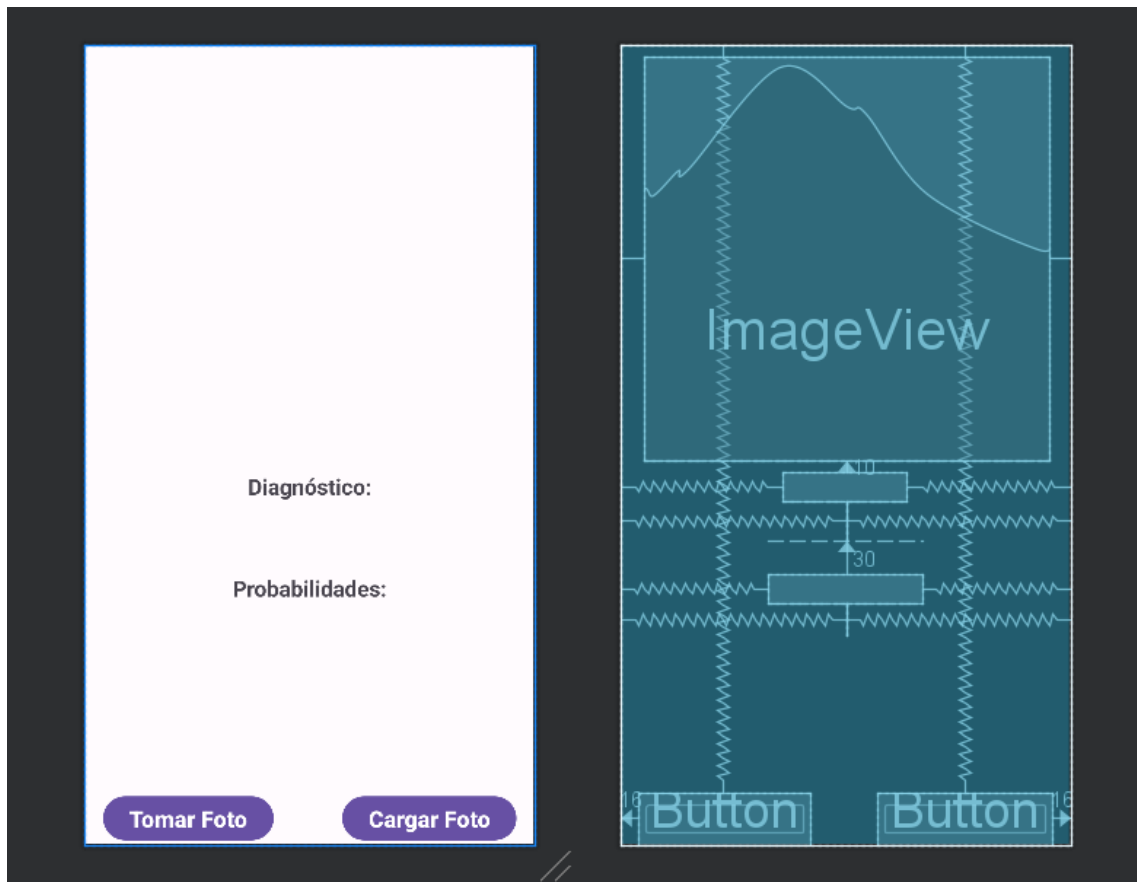 ImageView
10
Diagnóstico:
30
Probabilidades:
16
16
Tomar Foto
Cargar Foto
Button
Button